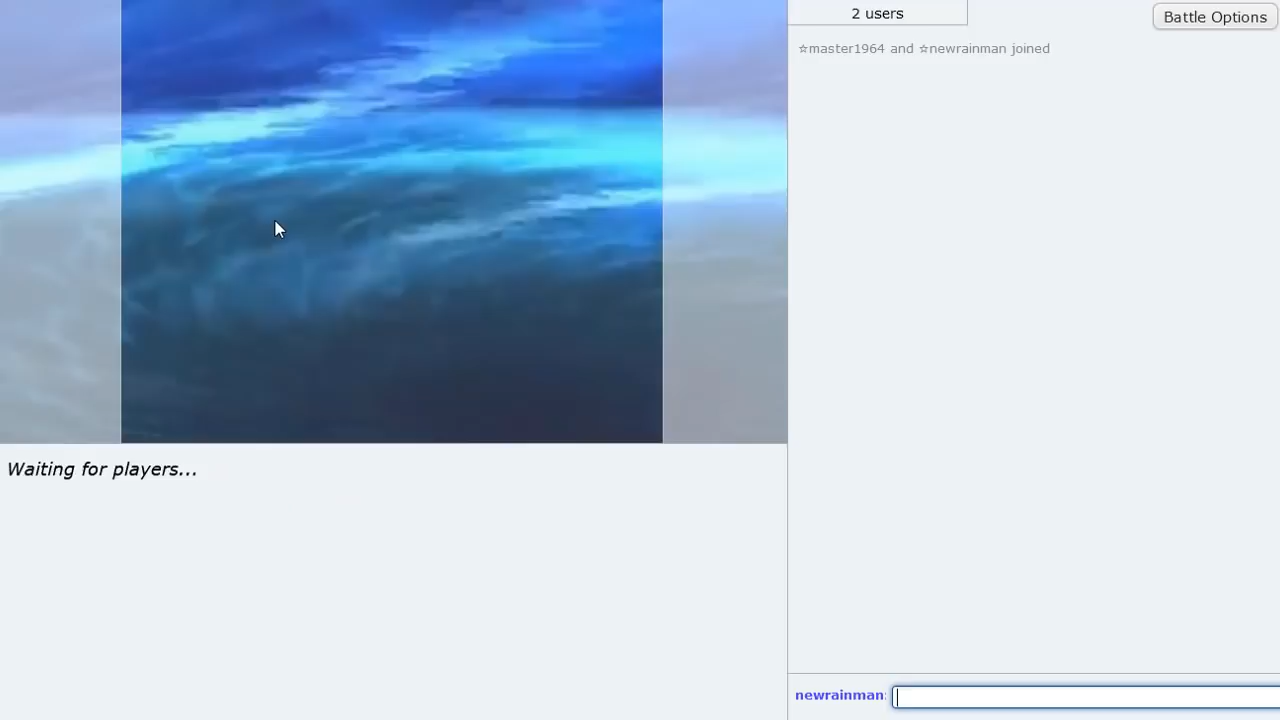 2 users
Battle Options
☆master1964 and ☆newrainman joined
Waiting for players...
newrainman: